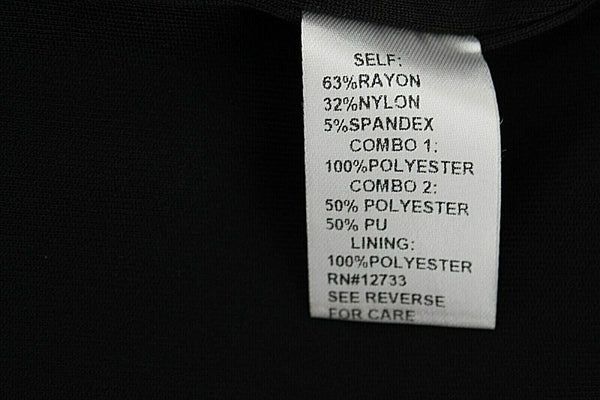 SELF:
63%RAYON
32%NYLON
5%SPANDEX
COMBO 1:
100%POLYESTER
COMBO 2:
50% POLYESTER
50% PU
LINING:
100%POLYESTER
RN#12733
SEE REVERSE
FOR CARE